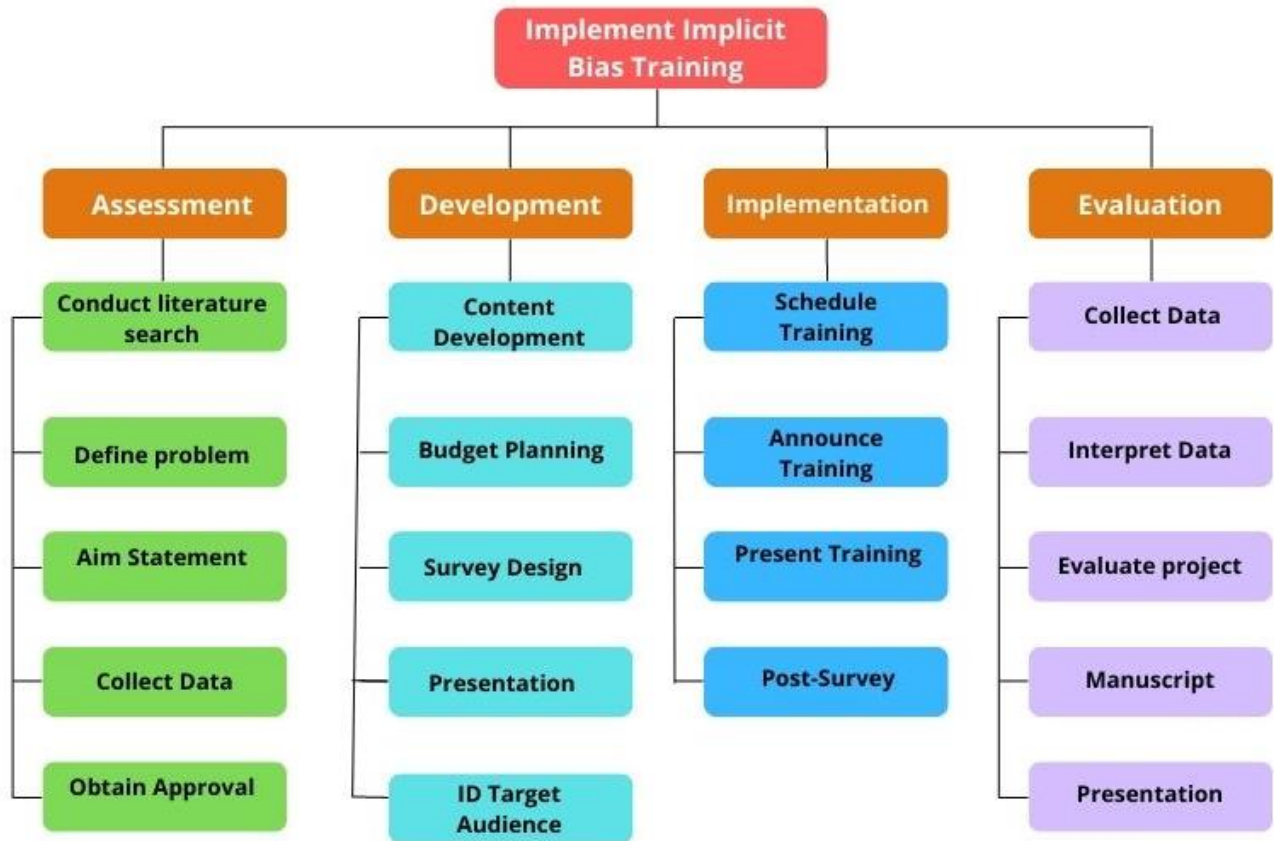 Implement Implicit
Bias Training
Assessment
Development
Implementation
Evaluation
Conduct literature
search
Define problem
Aim Statement
Collect Data
Obtain Approval
Content
Development
Budget Planning
Survey Design
Presentation
ID Target
Audience
Schedule
Training
Announce
Training
Present Training
Post-Survey
Collect Data
Interpret Data
Evaluate project
Manuscript
Presentation